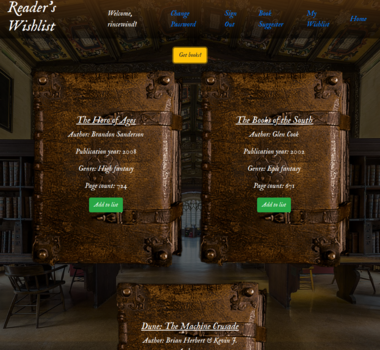 Reader's
Wishlist
Welcome,
rincewind!
Change
Password
Sign
Out
Book
Suggester
My
Wishlist
Home
Get books!
The Hero of Ages
Author: Brandon Sanderson
Publication year: 2008
Genre: High fantasy
Page count: 724
Add to list
The Books of the South
Author: Glen Cook
Publication year: 2002
Genre: Epic fantasy
Page count: 671
Add to list
Dune: The Machine Crusade
Author: Brian Herbert & Kevin J.